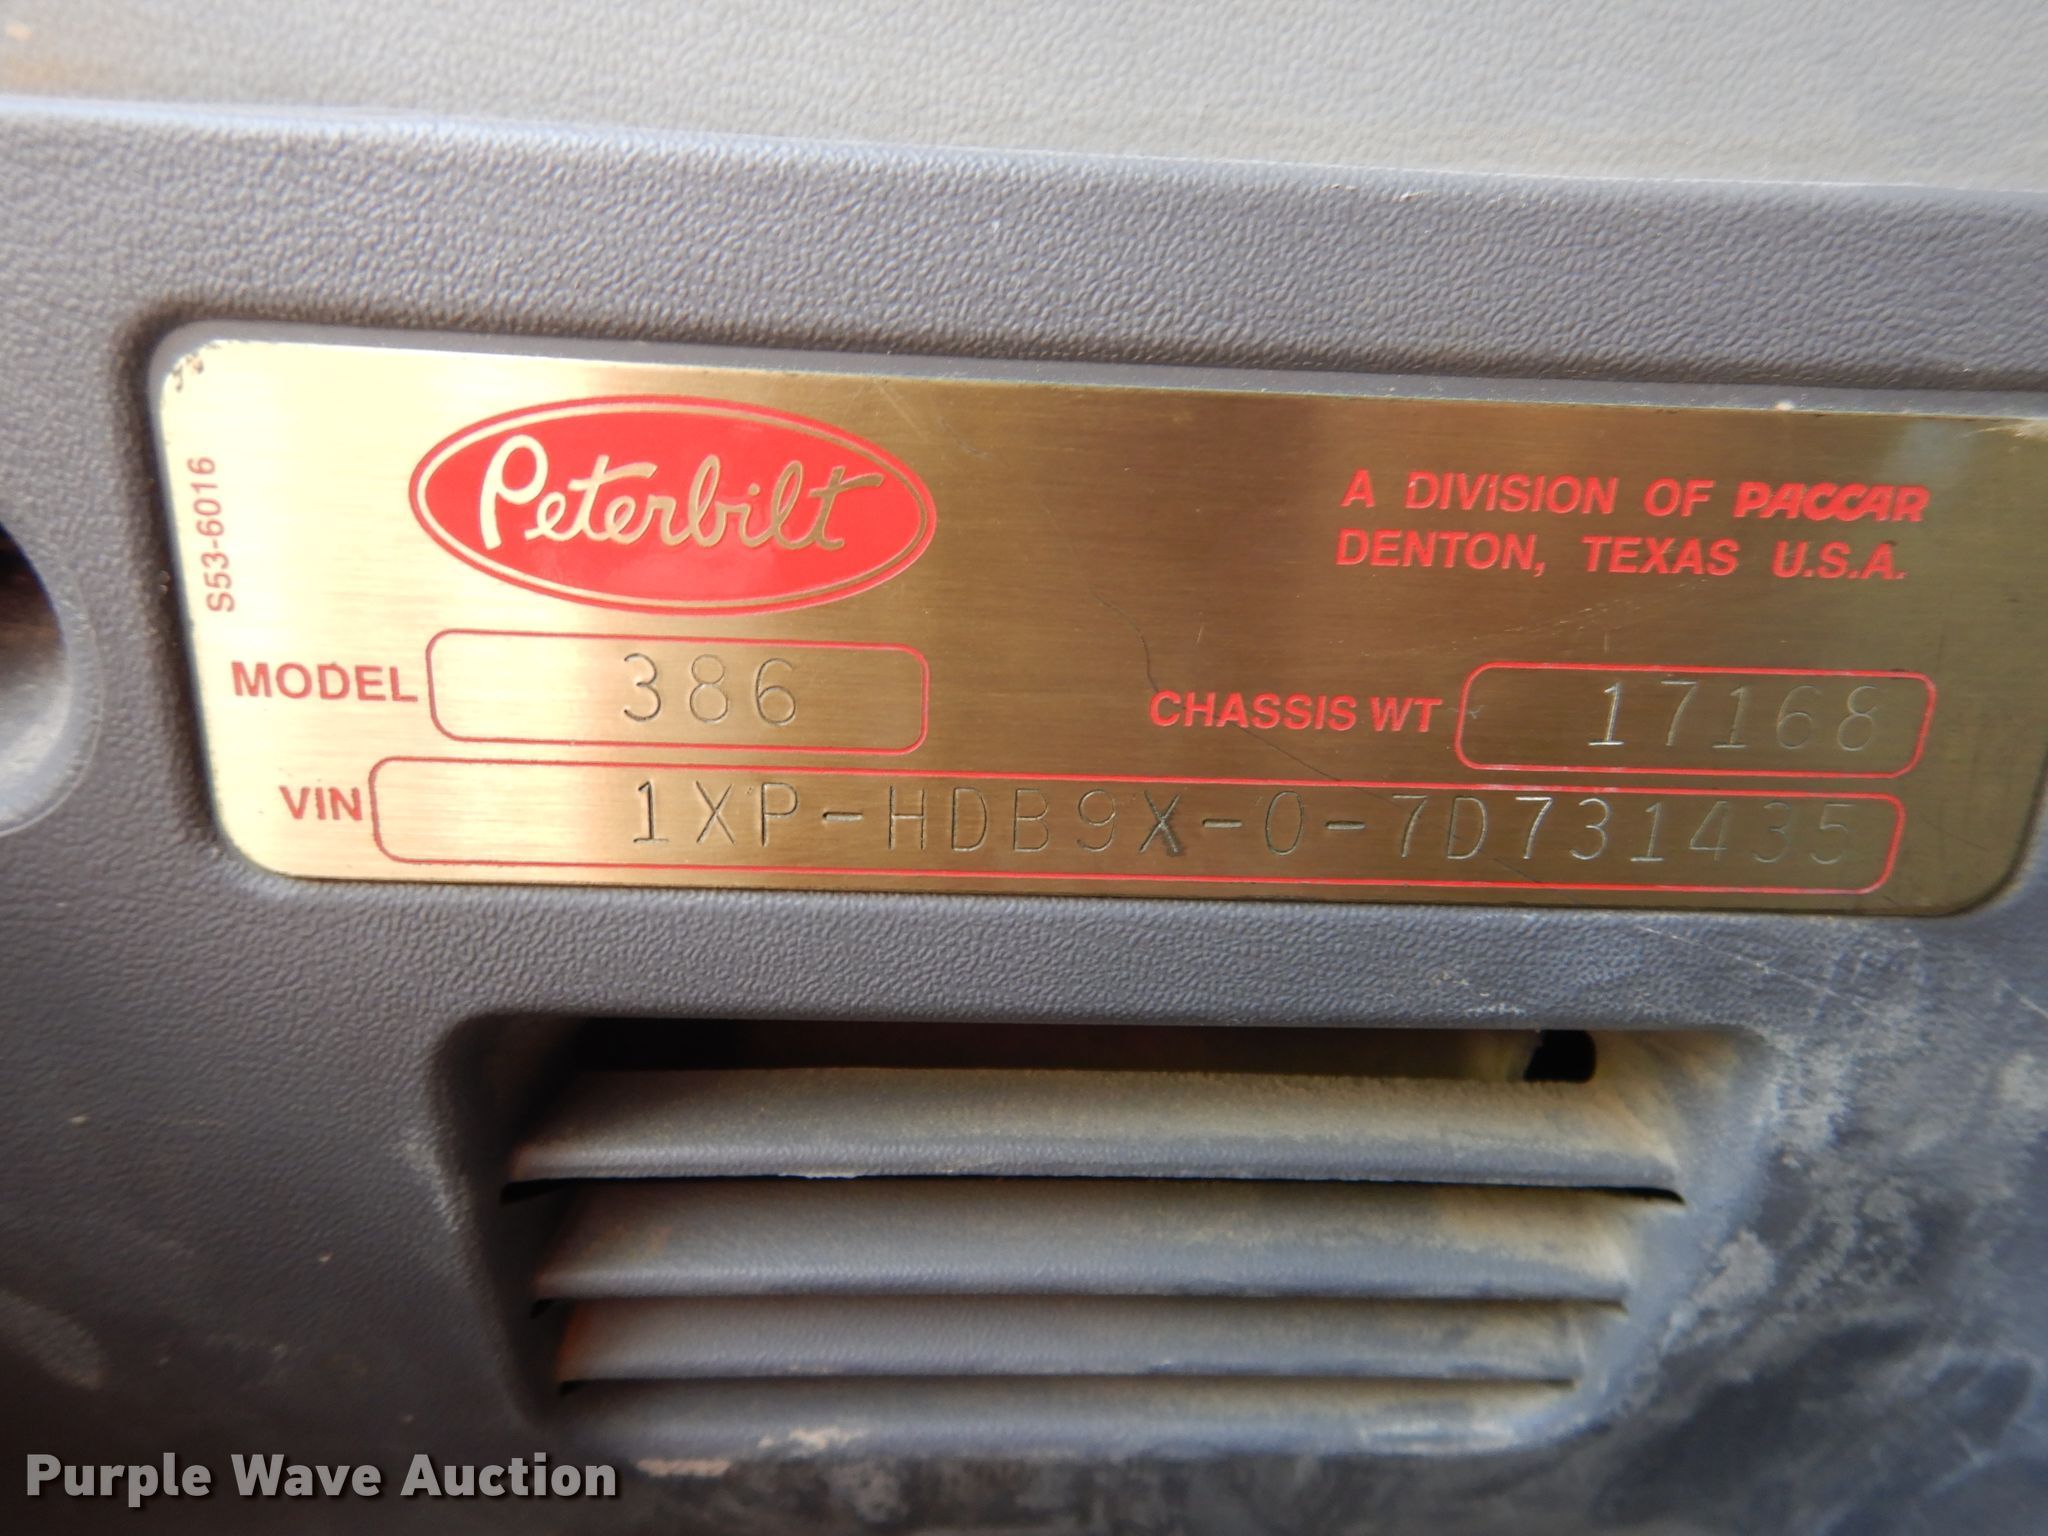 S53-6016
Peterbilt
A DIVISION OF PACCAR
DENTON, TEXAS U.S.A.
MODEL 386
CHASSIS WT 17168
VIN 1XP-HDB9X-0-7D731435
Purple Wave Auction